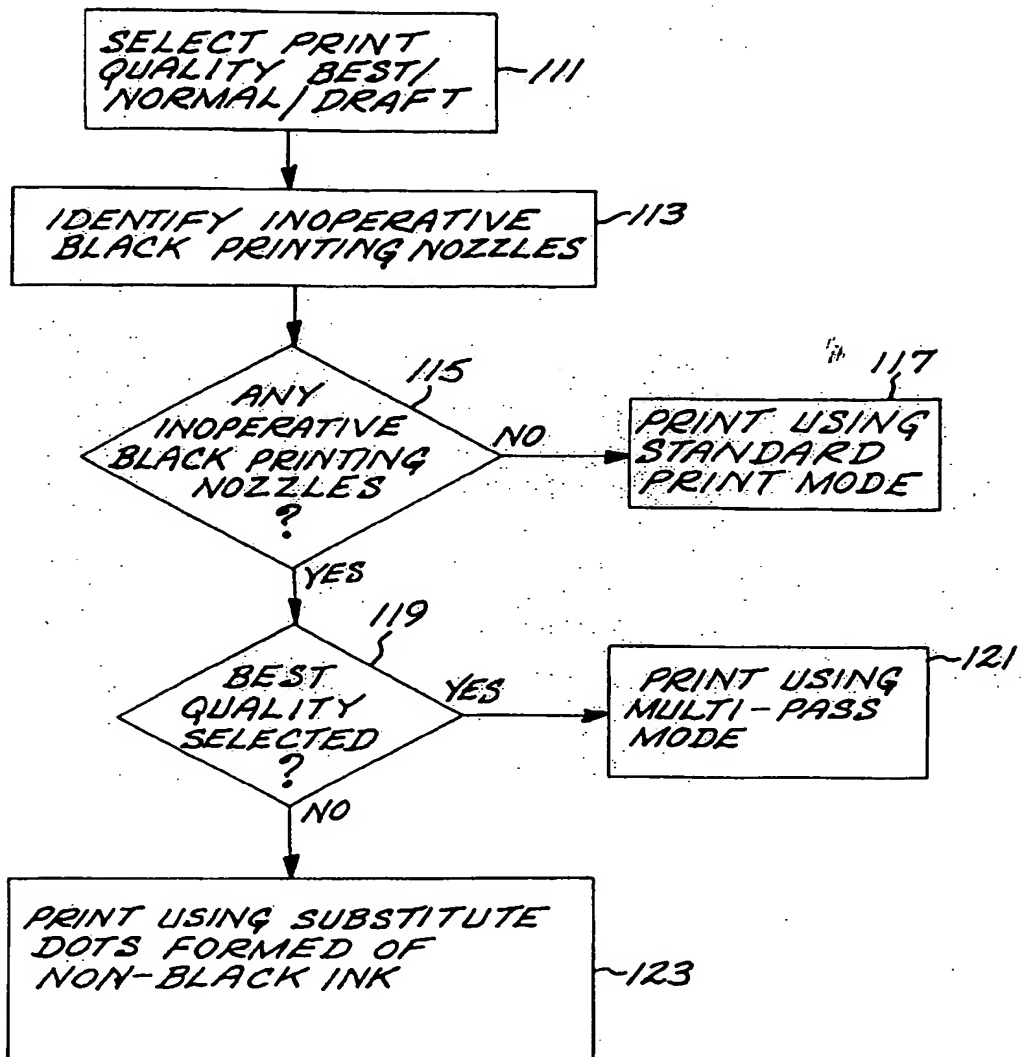 SELECT PRINT
QUALITY BEST/
NORMAL/DRAFT
111
IDENTIFY INOPERATIVE
BLACK PRINTING NOZZLES
113
ANY
INOPERATIVE
BLACK PRINTING
NOZZLES
?
115
NO
117
PRINT USING
STANDARD
PRINT MODE
YES
119
BEST
QUALITY
SELECTED
?
YES
121
PRINT USING
MULTI-PASS
MODE
NO
PRINT USING SUBSTITUTE
DOTS FORMED OF
NON-BLACK INK
123